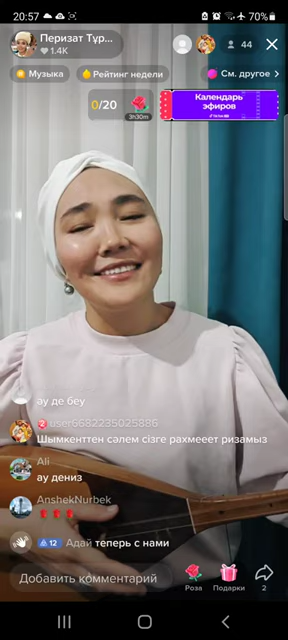 20:57
70%
Перизат Тұр...
1.4K
44
Музыка
Рейтинг недели
См. другое
0/20
3h30m
Календарь
эфиров
ау де беу
user6682235025886
Шымкенттен сәлем сізге рахмееет ризамыз
Ali
ау дениз
AnshekNurbek
12 Адай теперь с нами
Добавить комментарий
Роза
Подарки
2